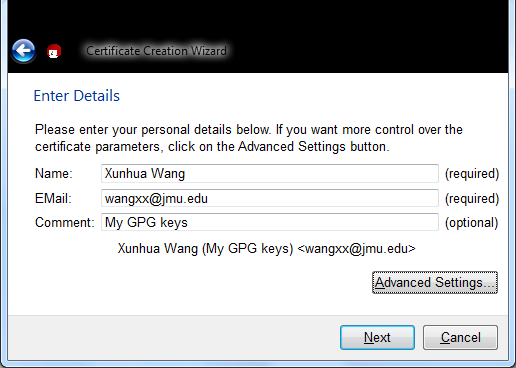 Certificate Creation Wizard
Enter Details
Please enter your personal details below. If you want more control over the
certificate parameters, click on the Advanced Settings button.
Name: Xunhua Wang (required)
EMail: wangxx@jmu.edu (required)
Comment: My GPG keys (optional)
Xunhua Wang (My GPG keys) <wangxx@jmu.edu>
Advanced Settings...
Next Cancel